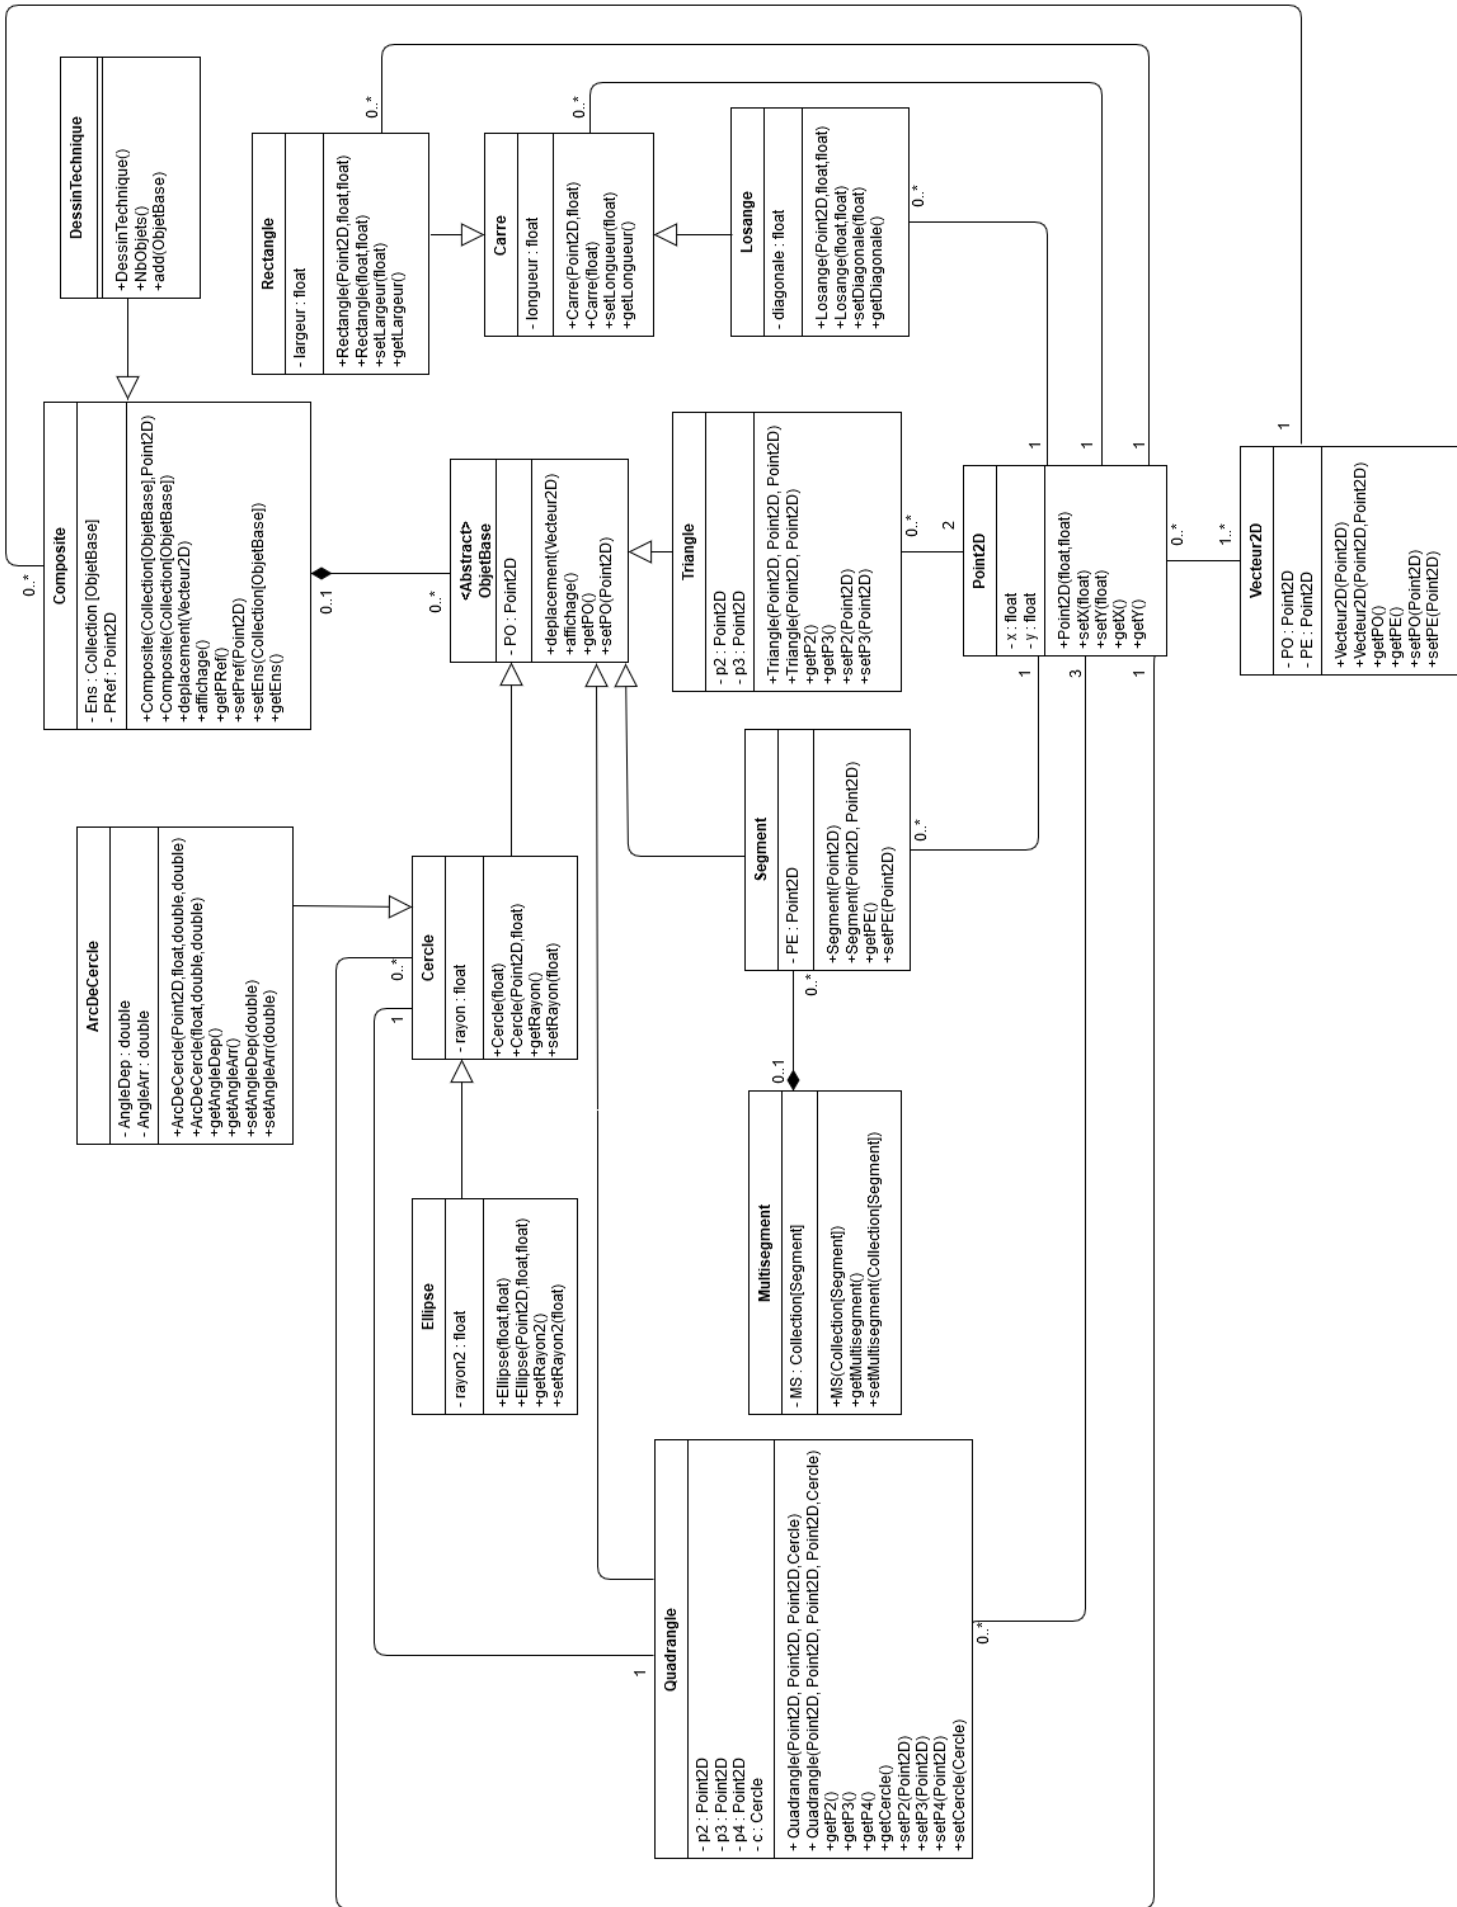 DessinTechnique
+DessinTechnique()
+NbObjets()
+add(ObjetBase)
0..*
Composite
- Ens : Collection [ObjetBase]
- PRef : Point2D
+Composite(Collection[ObjetBase],Point2D)
+Composite(Collection[ObjetBase])
+deplacement(Vecteur2D)
+affichage()
+getPRef()
+setPref(Point2D)
+setEns(Collection[ObjetBase])
+getEns()
0..1
0..*
ArcDeCercle
- AngleDep : double
- AngleArr : double
+ArcDeCercle(Point2D,float,double,double)
+ArcDeCercle(float,double,double)
+getAngleDep()
+getAngleArr()
+setAngleDep(double)
+setAngleArr(double)
Rectangle
- largeur : float
+Rectangle(Point2D,float,float)
+Rectangle(float,float)
+setLargeur(float)
+getLargeur()
0..*
Carre
- longueur : float
+Carre(Point2D,float)
+Carre(float)
+setLongueur(float)
+getLongueur()
0..*
Losange
- diagonale : float
+Losange(Point2D,float,float)
+Losange(float,float)
+setDiagonale(float)
+getDiagonale()
0..*
<Abstract>
ObjetBase
- PO : Point2D
+deplacement(Vecteur2D)
+affichage()
+getPO()
+setPO(Point2D)
Cercle
- rayon : float
+Cercle(float)
+Cercle(Point2D,float)
+getRayon()
+setRayon(float)
0..*
1
Ellipse
- rayon2 : float
+Ellipse(float,float)
+Ellipse(Point2D,float,float)
+getRayon2()
+setRayon2(float)
Triangle
- p2 : Point2D
- p3 : Point2D
+Triangle(Point2D, Point2D, Point2D)
+Triangle(Point2D, Point2D)
+getP2()
+getP3()
+setP2(Point2D)
+setP3(Point2D)
0..*
2
Segment
- PE : Point2D
+Segment(Point2D)
+Segment(Point2D, Point2D)
+getPE()
+setPE(Point2D)
0..*
0..*
0..1
Multisegment
- MS : Collection[Segment]
+MS(Collection[Segment])
+getMultisegment()
+setMultisegment(Collection[Segment])
1
Quadrangle
- p2 : Point2D
- p3 : Point2D
- p4 : Point2D
- c : Cercle
+ Quadrangle(Point2D, Point2D, Point2D,Cercle)
+ Quadrangle(Point2D, Point2D, Point2D, Point2D,Cercle)
+getP2()
+getP3()
+getP4()
+getCercle()
+setP2(Point2D)
+setP3(Point2D)
+setP4(Point2D)
+setCercle(Cercle)
0..*
Point2D
- x : float
- y : float
+Point2D(float,float)
+setX(float)
+setY(float)
+getX()
+getY()
1
1
1
1
3
1
0..*
1..*
1
Vecteur2D
- PO : Point2D
- PE : Point2D
+Vecteur2D(Point2D)
+Vecteur2D(Point2D,Point2D)
+getPO()
+getPE()
+setPO(Point2D)
+setPE(Point2D)